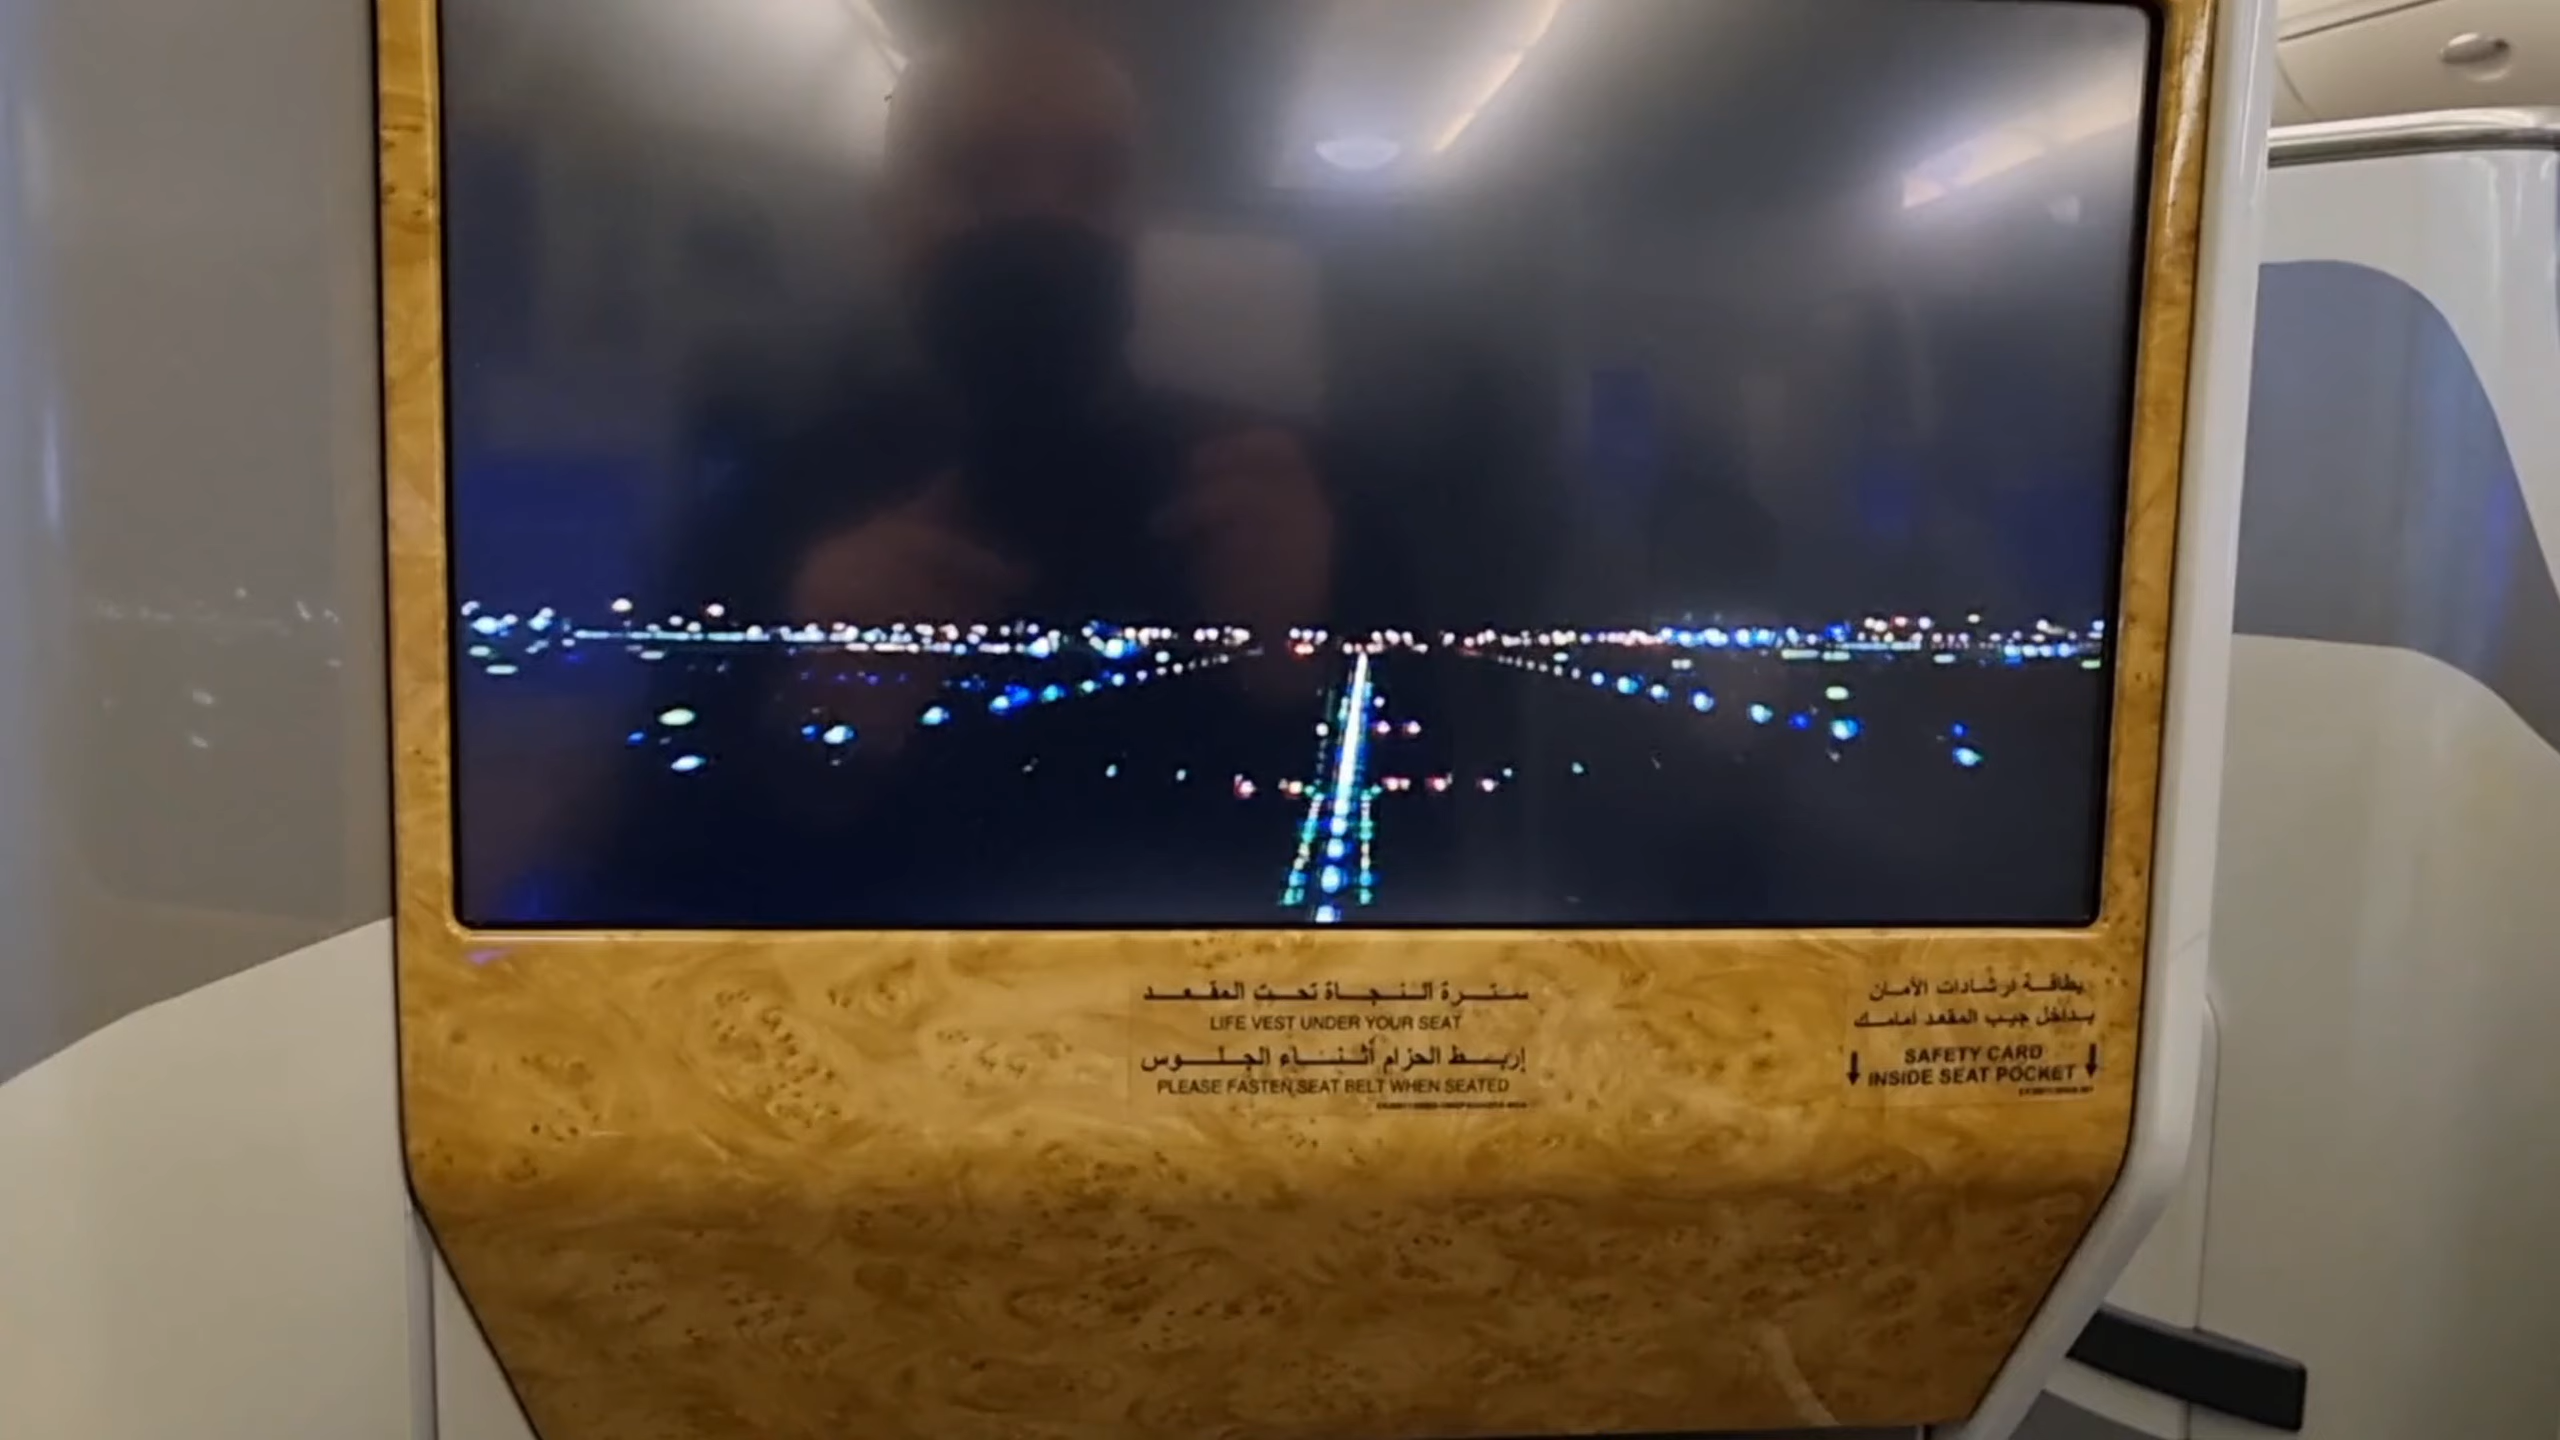 سترة النجاة تحت المقعد
LIFE VEST UNDER YOUR SEAT
إربط الحزام أثناء الجلوس
PLEASE FASTEN SEAT BELT WHEN SEATED
بطاقة ارشادات الأمان
بداخل جيب المقعد أمامك
SAFETY CARD
INSIDE SEAT POCKET